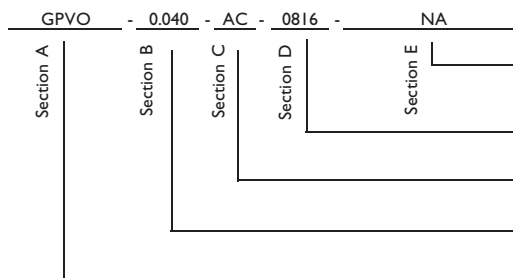 GPVO - 0.040 - AC - 0816 - NA
Section A
Section B
Section C
Section D
Section E